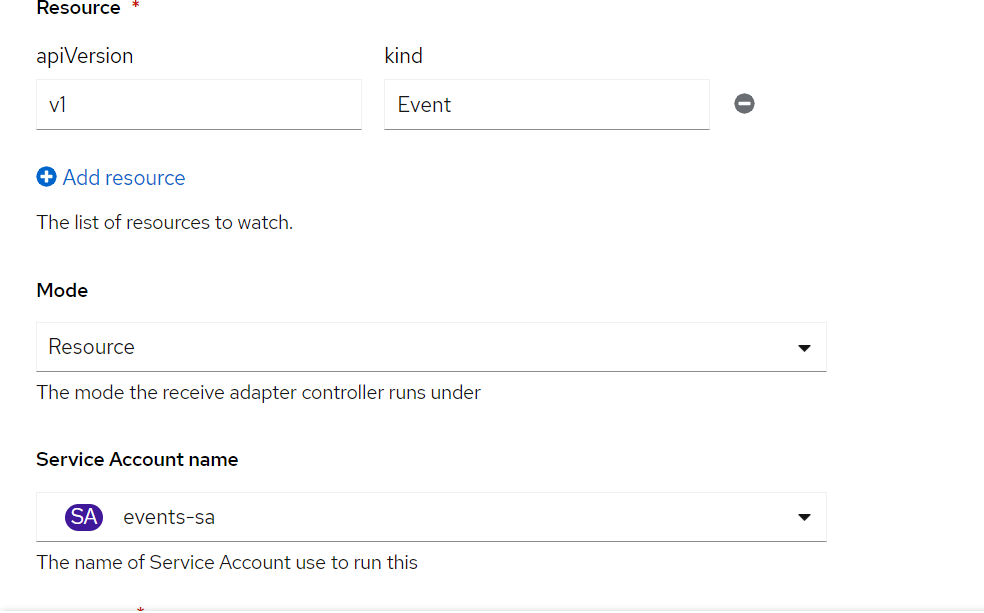 Resource *
apiVersion kind
v1 Event
Add resource
The list of resources to watch.
Mode
Resource
The mode the receive adapter controller runs under
Service Account name
SA events-sa
The name of Service Account use to run this
*